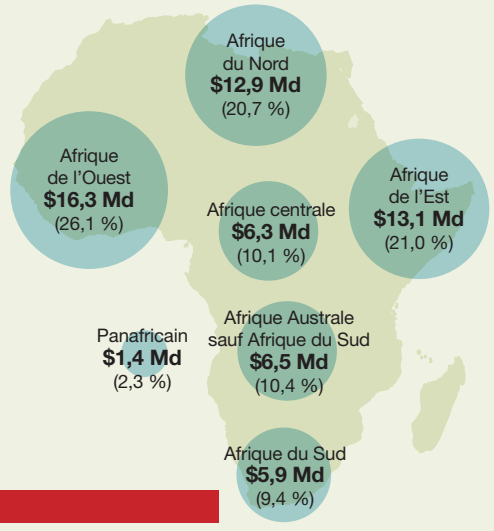 Afrique
du Nord
$12,9 Md
(20,7 %)
Afrique
de l'Ouest
$16,3 Md
(26,1 %)
Afrique
de l'Est
$13,1 Md
(21,0 %)
Afrique centrale
$6,3 Md
(10,1 %)
Afrique Australe
sauf Afrique du Sud
$6,5 Md
(10,4 %)
Panafricain
$1,4 Md
(2,3 %)
Afrique du Sud
$5,9 Md
(9,4 %)